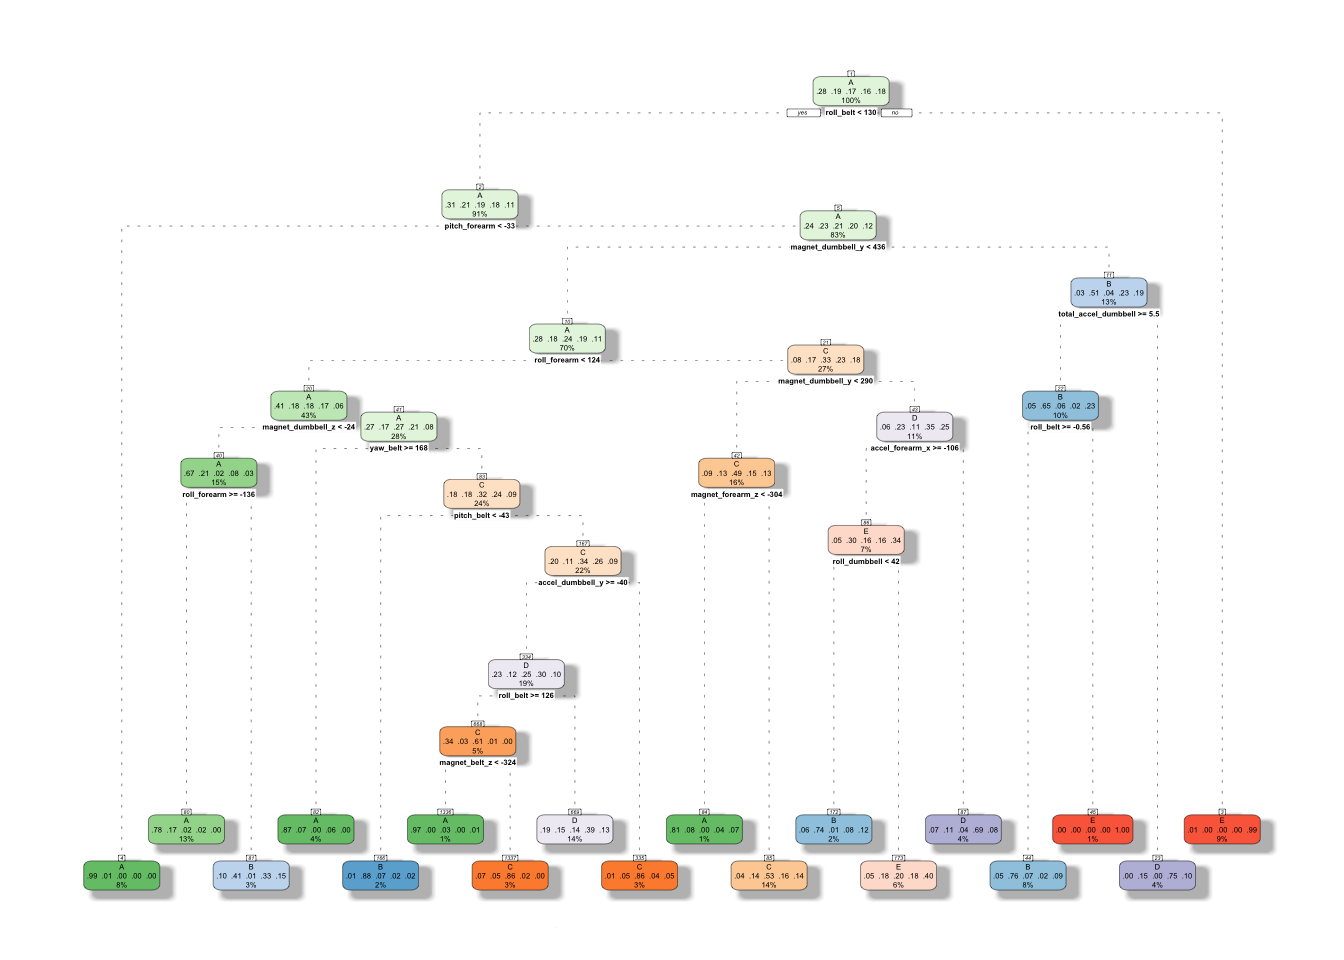 1
A
.28 .19 .17 .16 .18
100%
yes roll_belt < 130 no
2
A
.31 .21 .19 .18 .11
91%
pitch_forearm < -33
5
A
.24 .23 .21 .20 .12
83%
magnet_dumbbell_y < 436
11
B
.03 .51 .04 .23 .19
13%
total_accel_dumbbell >= 5.5
10
A
.28 .18 .24 .19 .11
70%
roll_forearm < 124
21
C
.08 .17 .33 .23 .18
27%
magnet_dumbbell_y < 290
20
A
.41 .18 .18 .17 .06
43%
magnet_dumbbell_z < -24
22
B
.05 .65 .06 .02 .23
10%
roll_belt >= -0.56
41
A
.27 .17 .27 .21 .08
28%
yaw_belt >= 168
43
D
.06 .23 .11 .35 .25
11%
accel_forearm_x >= -106
40
A
.67 .21 .02 .08 .03
15%
roll_forearm >= -136
42
C
.09 .13 .49 .15 .13
16%
magnet_forearm_z < -304
83
C
.18 .18 .32 .24 .09
24%
pitch_belt < -43
86
E
.05 .30 .16 .16 .34
7%
roll_dumbbell < 42
167
C
.20 .11 .34 .26 .09
22%
accel_dumbbell_y >= -40
334
D
.23 .12 .25 .30 .10
19%
roll_belt >= 126
668
C
.34 .03 .61 .01 .00
5%
magnet_belt_z < -324
80
A
.78 .17 .02 .02 .00
13%
82
A
.87 .07 .00 .06 .00
4%
1336
A
.97 .00 .03 .00 .01
1%
669
D
.19 .15 .14 .39 .13
14%
84
A
.81 .08 .00 .04 .07
1%
172
B
.06 .74 .01 .08 .12
2%
87
D
.07 .11 .04 .69 .08
4%
45
E
.00 .00 .00 .00 1.00
1%
3
E
.01 .00 .00 .00 .99
9%
4
A
.99 .01 .00 .00 .00
8%
81
B
.10 .41 .01 .33 .15
3%
166
B
.01 .88 .07 .02 .02
2%
1337
C
.07 .05 .86 .02 .00
3%
335
C
.01 .05 .86 .04 .05
3%
85
C
.04 .14 .53 .16 .14
14%
173
E
.05 .18 .20 .18 .40
6%
44
B
.05 .76 .07 .02 .09
8%
23
D
.00 .15 .00 .75 .10
4%